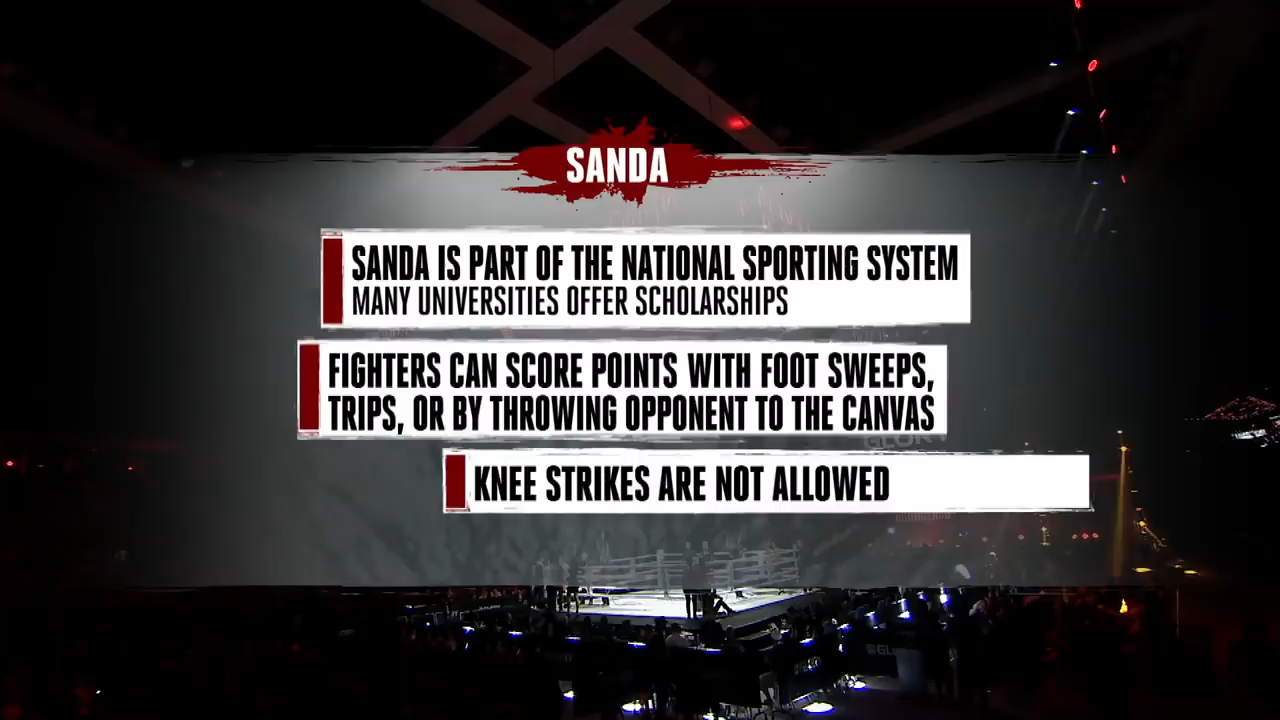 SANDA
SANDA IS PART OF THE NATIONAL SPORTING SYSTEM
MANY UNIVERSITIES OFFER SCHOLARSHIPS
FIGHTERS CAN SCORE POINTS WITH FOOT SWEEPS,
TRIPS, OR BY THROWING OPPONENT TO THE CANVAS
GLORY
KNEE STRIKES ARE NOT ALLOWED